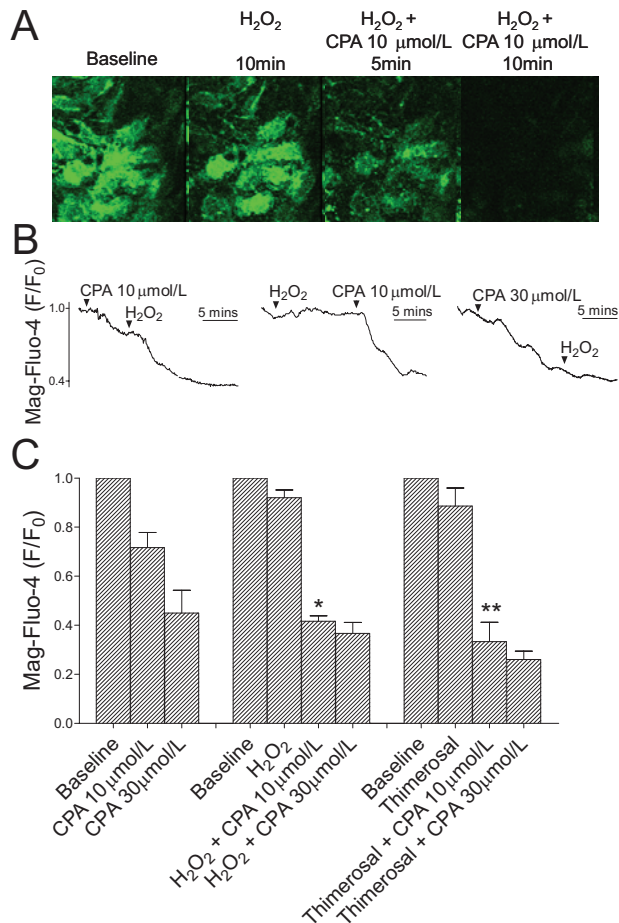 A
Baseline
H₂O₂
10min
H₂O₂ +
CPA 10 μmol/L
5min
H₂O₂ +
CPA 10 μmol/L
10min
B
Mag-Fluo-4 (F/F₀)
1.0
0.4
CPA 10 μmol/L
H₂O₂
5 mins
H₂O₂
CPA 10 μmol/L
5 mins
CPA 30 μmol/L
5 mins
H₂O₂
C
Mag-Fluo-4 (F/F₀)
1.0
0.8
0.6
0.4
0.2
0.0
*
**
Baseline
CPA 10 μmol/L
CPA 30μmol/L
Baseline
H₂O₂
H₂O₂ + CPA 10 μmol/L
H₂O₂ + CPA 30μmol/L
Baseline
Thimerosal
Thimerosal + CPA 10 μmol/L
Thimerosal + CPA 30μmol/L